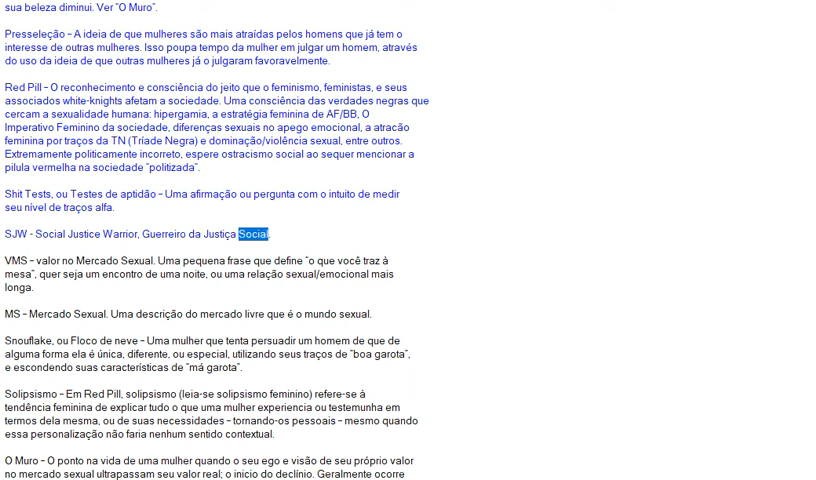 sua beleza diminui. Ver "O Muro".
Presseleção – A ideia de que mulheres são mais atraídas pelos homens que já tem o
interesse de outras mulheres. Isso poupa tempo da mulher em julgar um homem, através
do uso da ideia de que outras mulheres já o julgaram favoravelmente.
Red Pill – O reconhecimento e consciência do jeito que o feminismo, feministas, e seus
associados white-knights afetam a sociedade. Uma consciência das verdades negras que
cercam a sexualidade humana: hipergamia, a estratégia feminina de AF/BB, O
Imperativo Feminino da sociedade, diferenças sexuais no apego emocional, a atracão
feminina por traços da TN (Tríade Negra) e dominação/violência sexual, entre outros.
Extremamente politicamente incorreto, espere ostracismo social ao sequer mencionar a
pílula vermelha na sociedade "politizada".
Shit Tests, ou Testes de aptidão – Uma afirmação ou pergunta com o intuito de medir
seu nível de traços alfa.
SJW - Social Justice Warrior, Guerreiro da Justiça Social.
VMS – valor no Mercado Sexual. Uma pequena frase que define "o que você traz à
mesa", quer seja um encontro de uma noite, ou uma relação sexual/emocional mais
longa.
MS – Mercado Sexual. Uma descrição do mercado livre que é o mundo sexual.
Snouflake, ou Floco de neve – Uma mulher que tenta persuadir um homem de que de
alguma forma ela é única, diferente, ou especial, utilizando seus traços de "boa garota",
e escondendo suas características de "má garota".
Solipsismo – Em Red Pill, solipsismo (leia-se solipsismo feminino) refere-se à
tendência feminina de explicar tudo o que uma mulher experiencia ou testemunha em
termos dela mesma, ou de suas necessidades – tornando-os pessoais – mesmo quando
essa personalização não faria nenhum sentido contextual.
O Muro – O ponto na vida de uma mulher quando o seu ego e visão de seu próprio valor
no mercado sexual ultrapassam seu valor real; o inicio do declínio. Geralmente ocorre